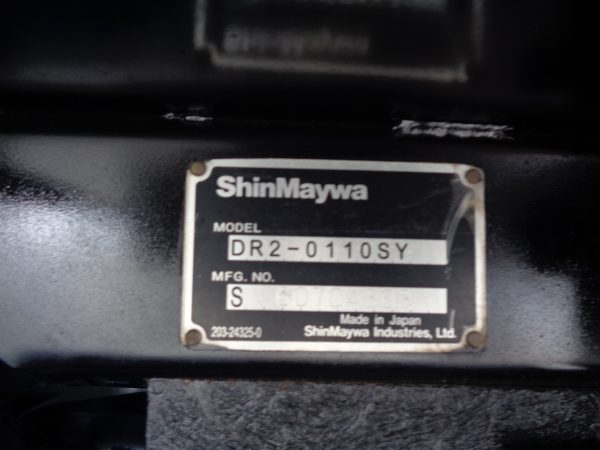 ShinMaywa
MODEL
DR2-0110SY
MFG. NO.
S
Made in Japan
203-24325-0 ShinMaywa Industries, Ltd.